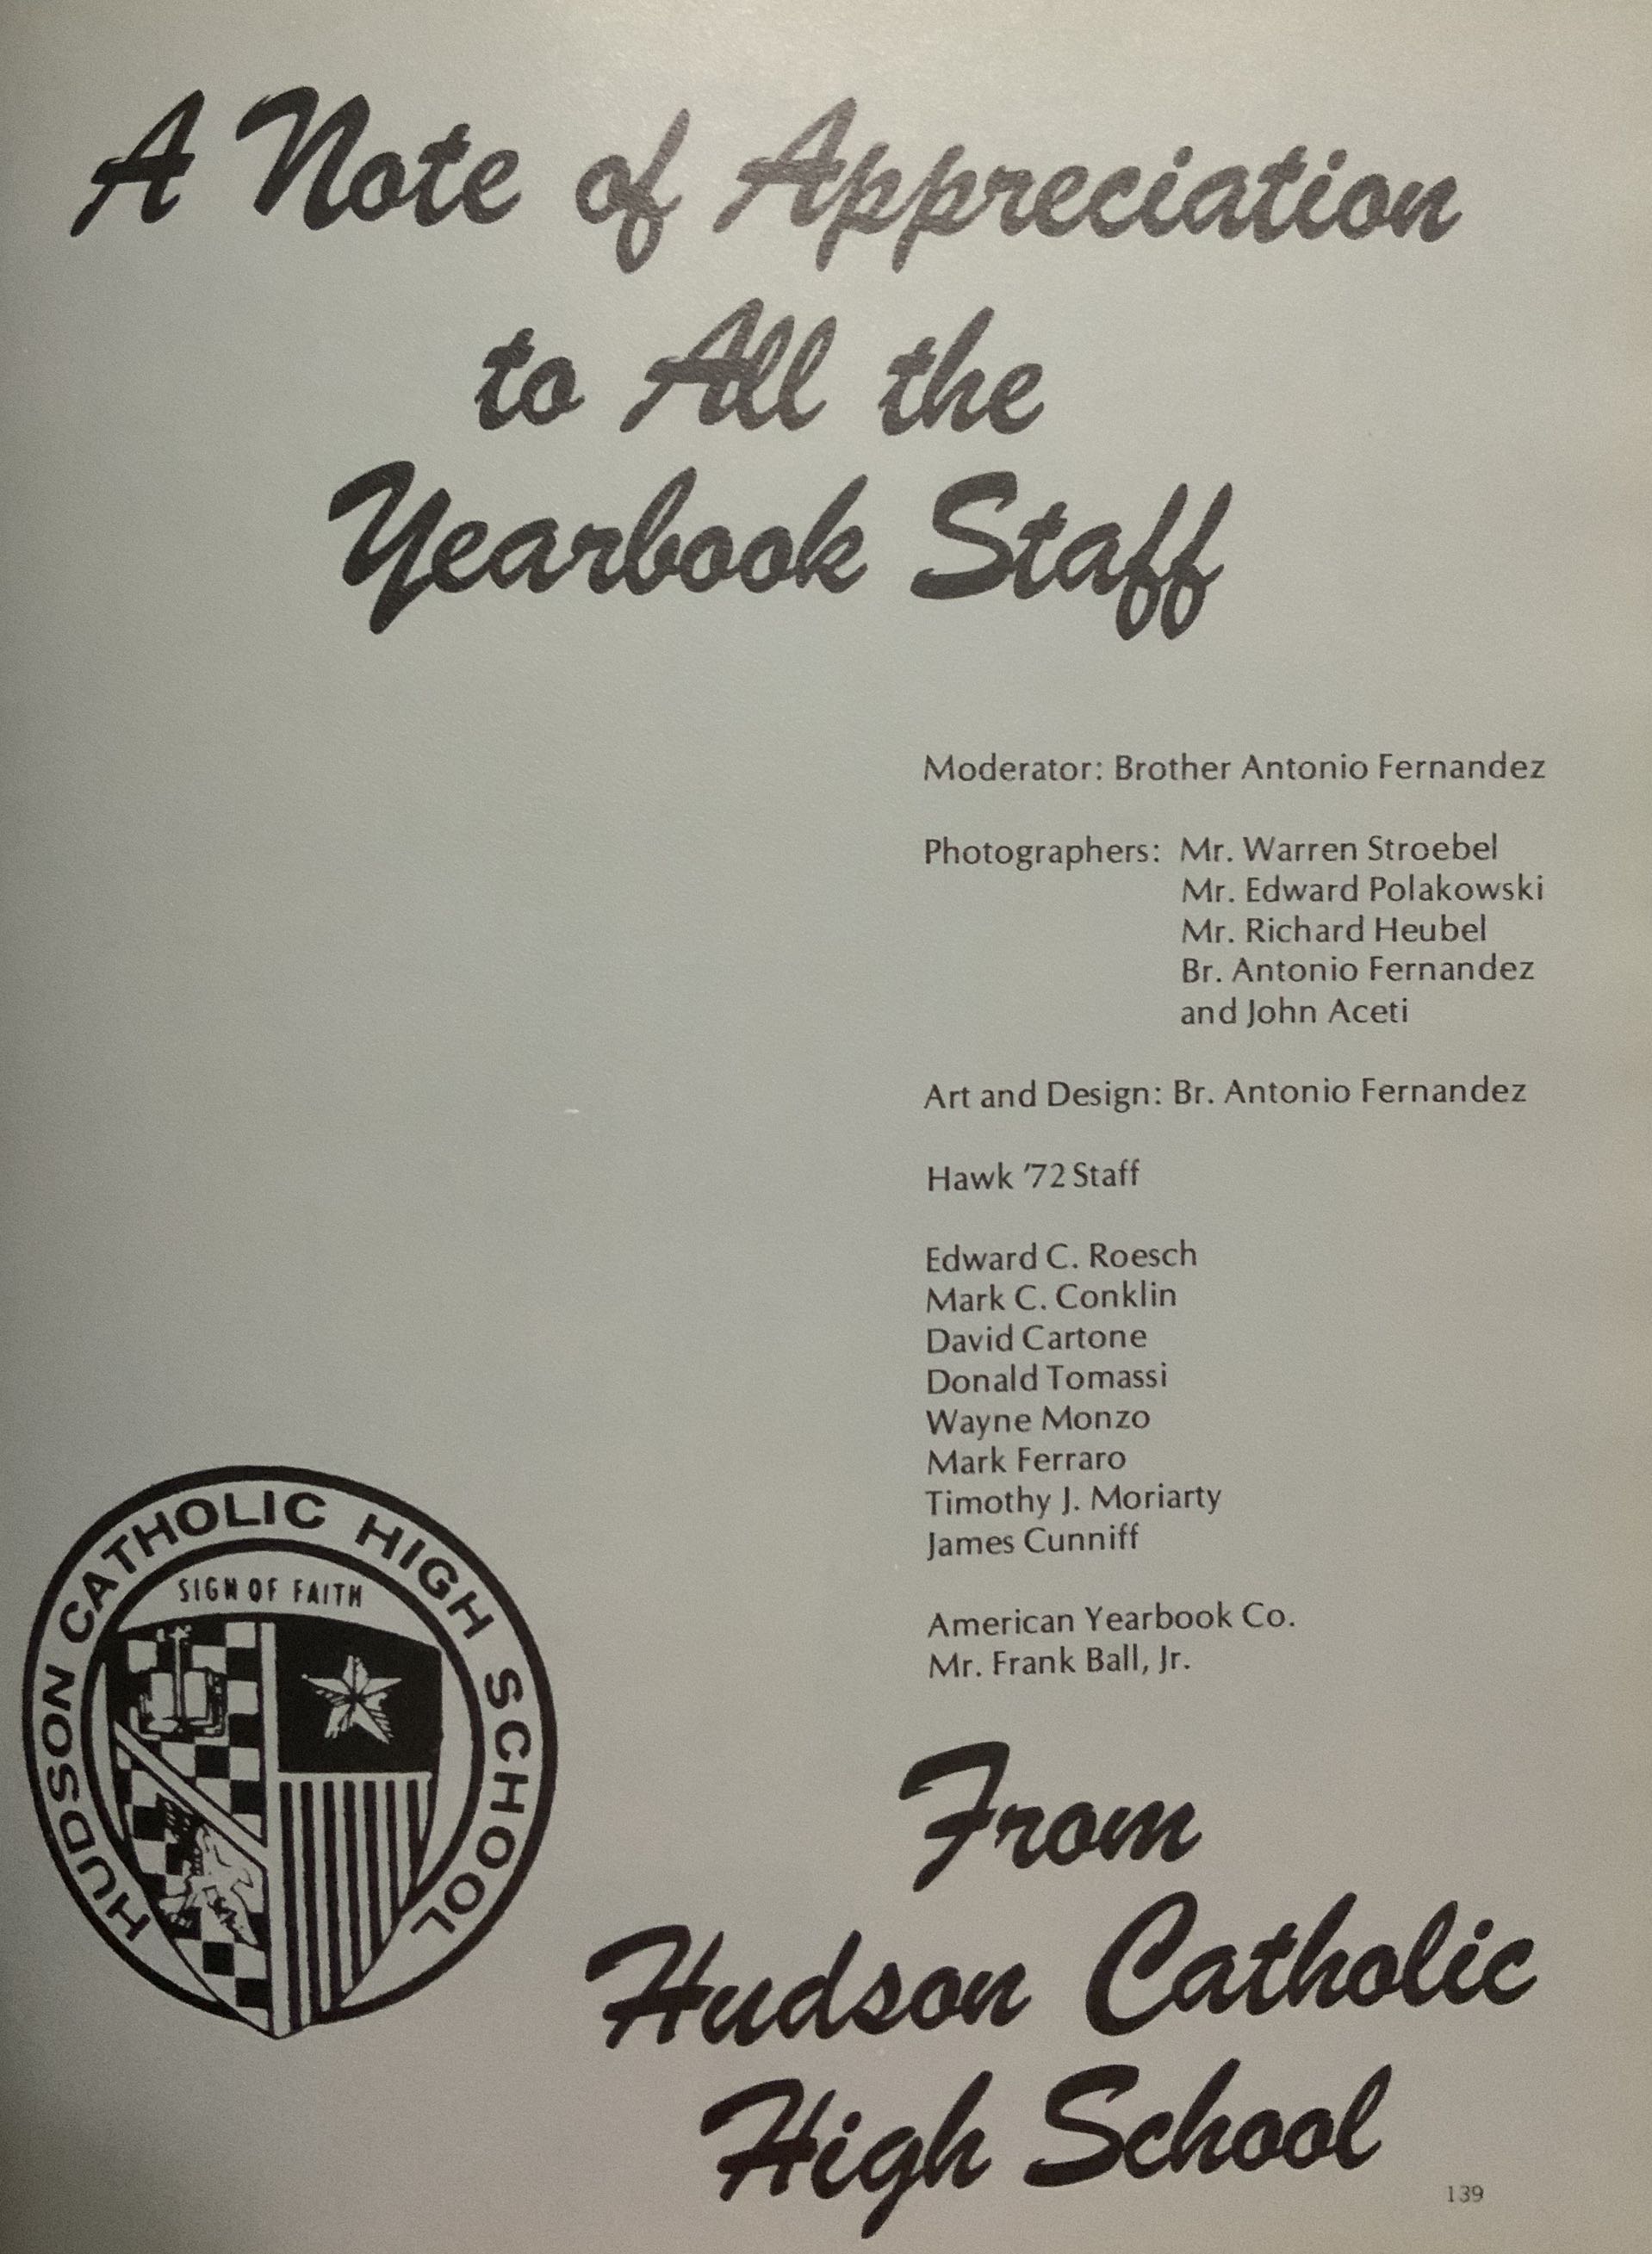 A Note of Appreciation
to All the
Yearbook Staff
Moderator: Brother Antonio Fernandez
Photographers: Mr. Warren Stroebel
Mr. Edward Polakowski
Mr. Richard Heubel
Br. Antonio Fernandez
and John Aceti
Art and Design: Br. Antonio Fernandez
Hawk '72 Staff
Edward C. Roesch
Mark C. Conklin
David Cartone
Donald Tomassi
Wayne Monzo
Mark Ferraro
Timothy J. Moriarty
James Cunniff
American Yearbook Co.
Mr. Frank Ball, Jr.
HUDSON CATHOLIC HIGH SCHOOL
SIGN OF FAITH
From
Hudson Catholic
High School
139